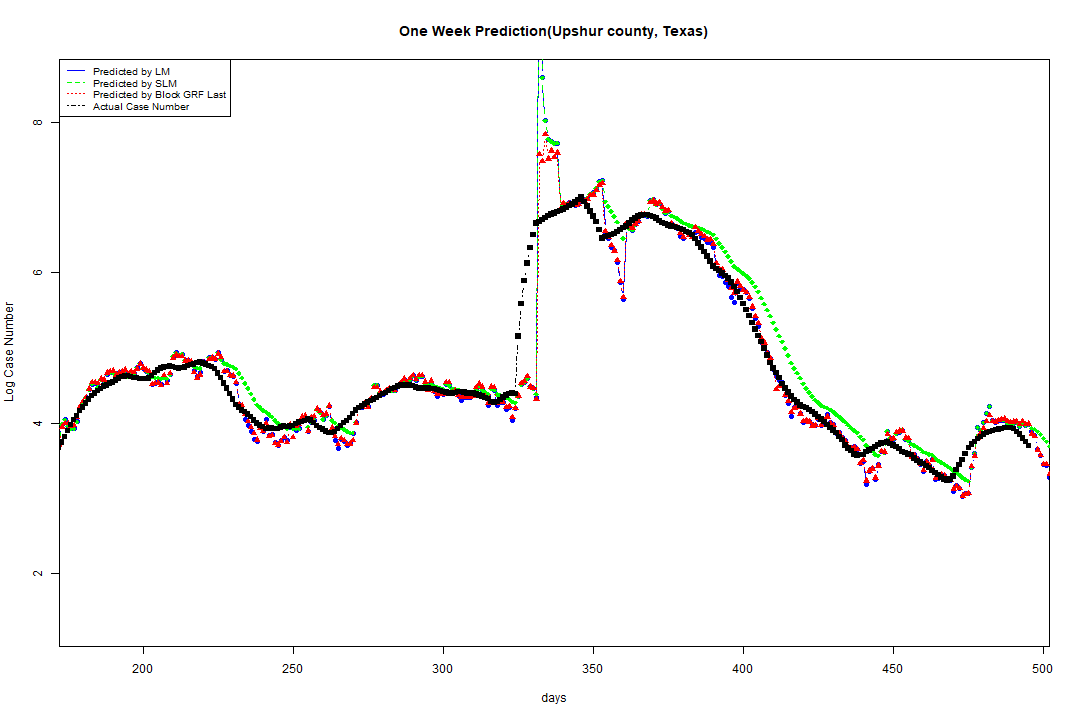 One Week Prediction(Upshur county, Texas)
Predicted by LM
Predicted by SLM
Predicted by Block GRF Last
Actual Case Number
Log Case Number
8
6
4
2
200 250 300 350 400 450 500
days